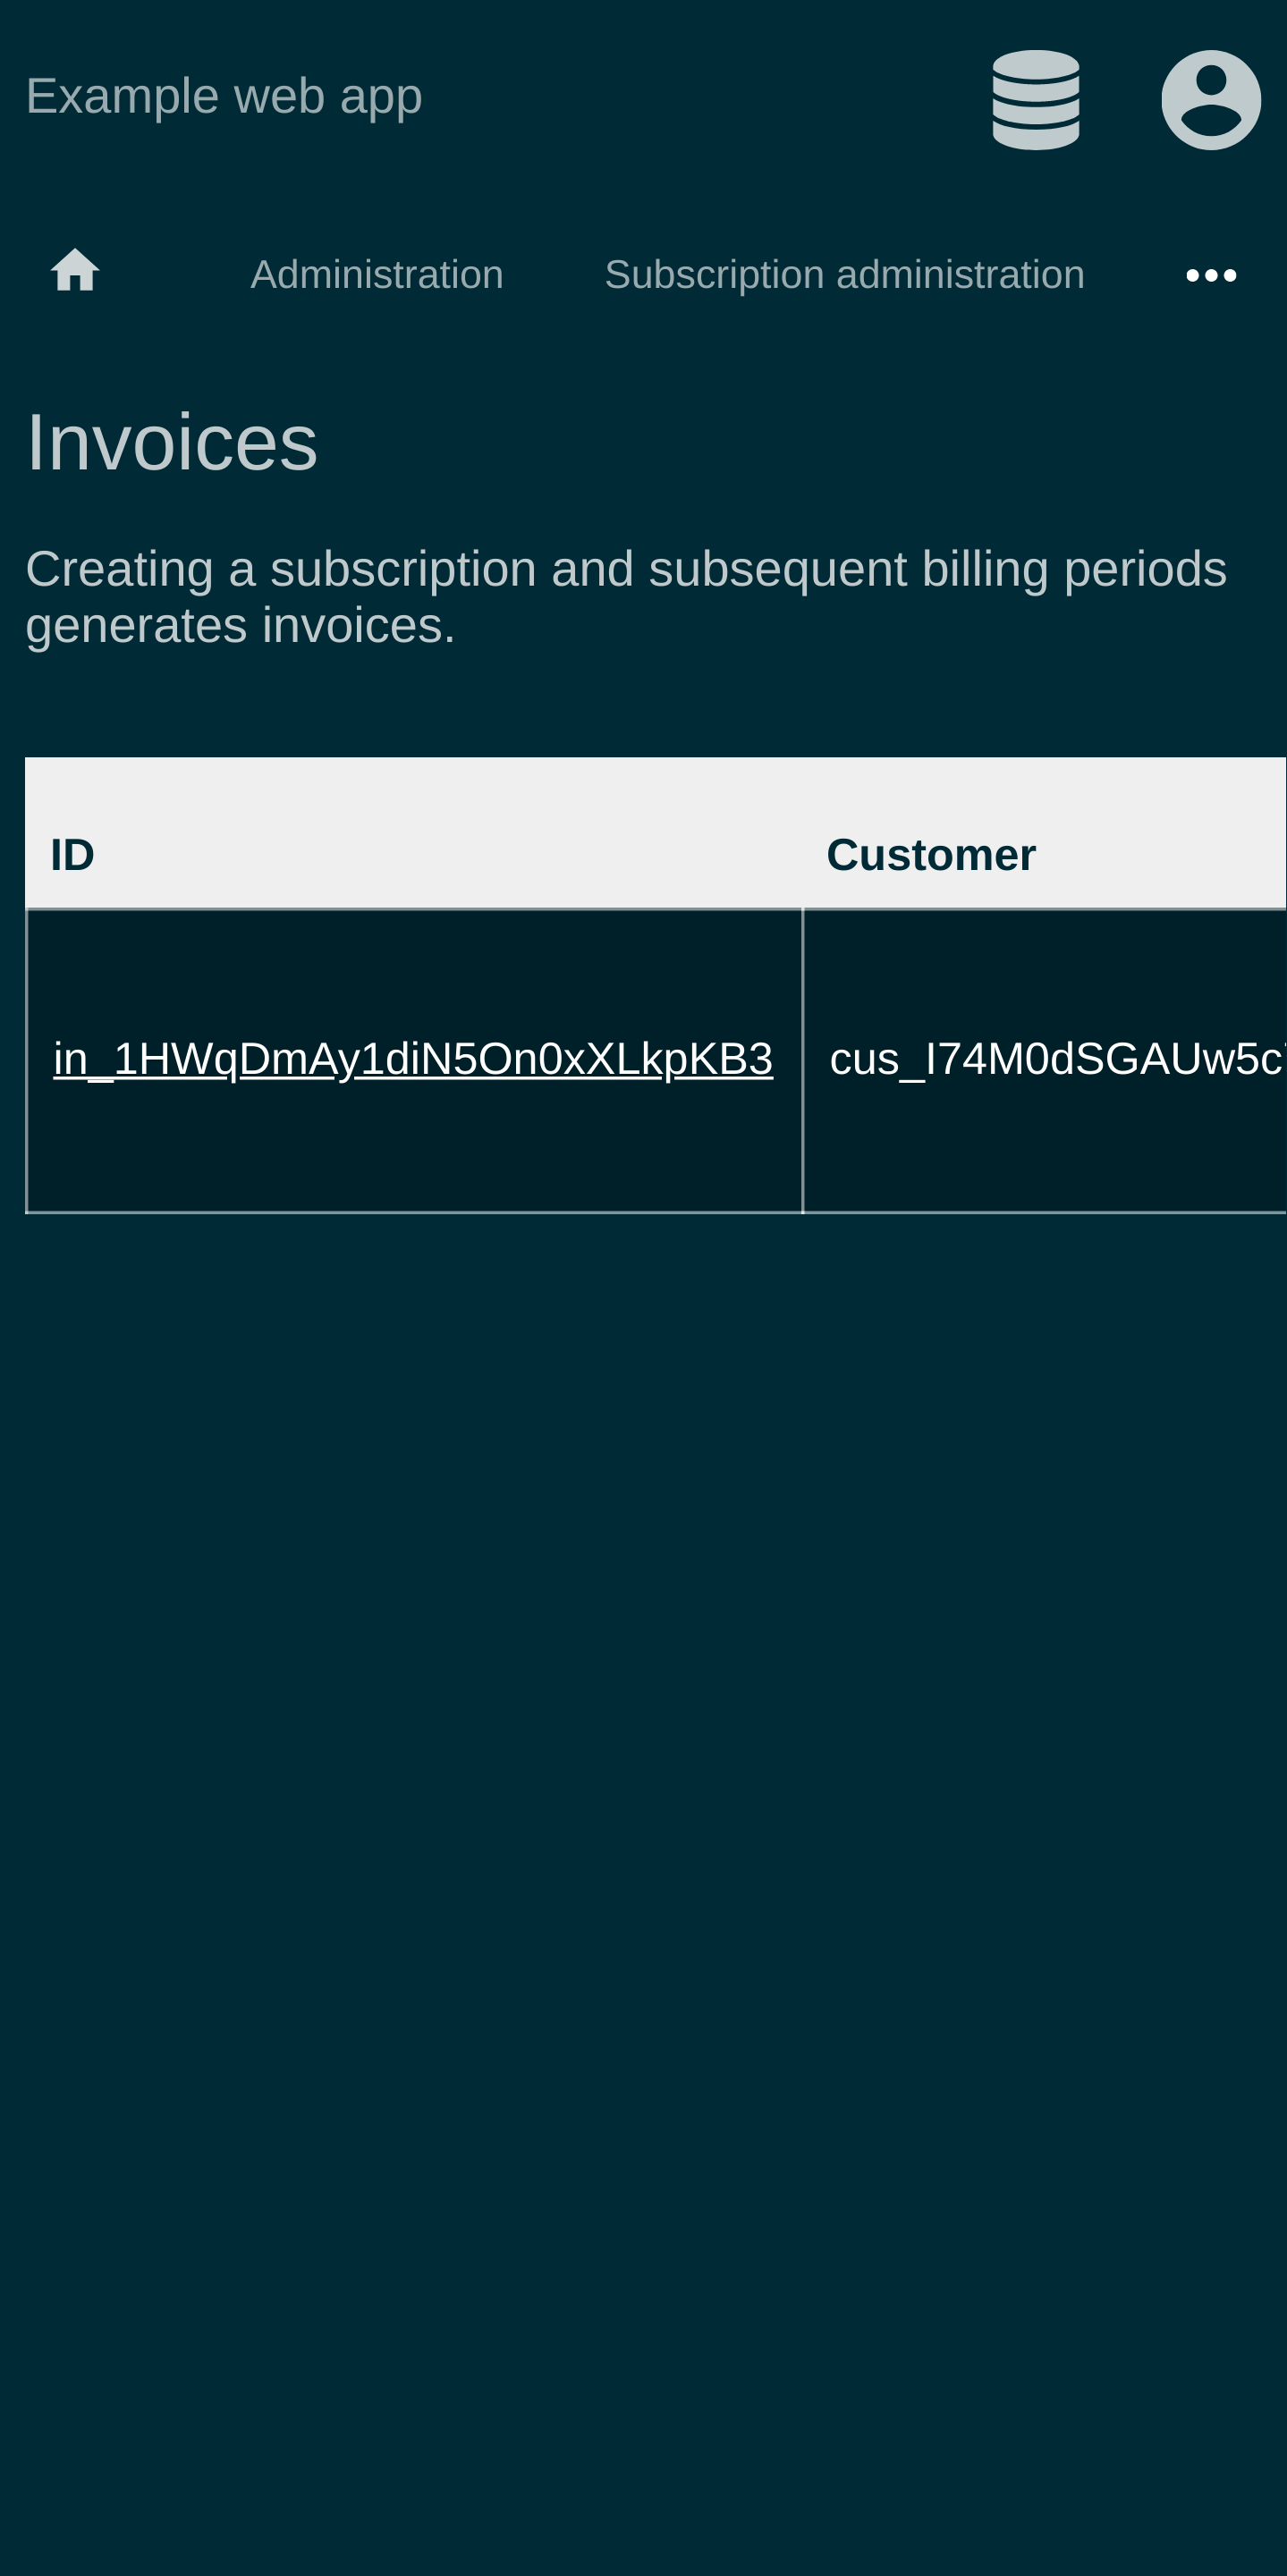 Example web app
Administration Subscription administration
Invoices
Creating a subscription and subsequent billing periods
generates invoices.
ID Customer
in_1HWqDmAy1diN5On0xXLkpKB3 cus_I74M0dSGAUw5c